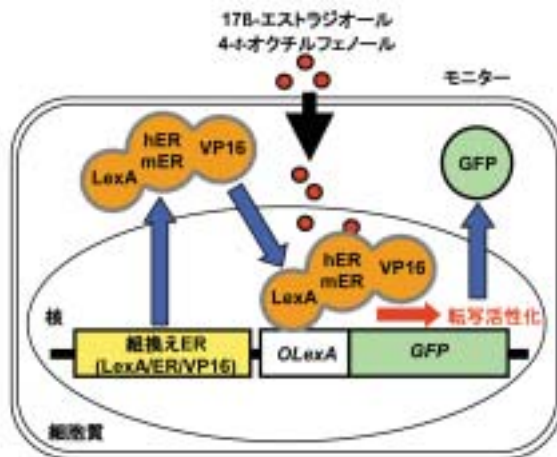 17ß-エストラジオール
4-t-オクチルフェノール
モニター
hER
mER
VP16
LexA
GFP
hER
mER
VP16
LexA
転写活性化
核
組換えER
(LexA/ER/VP16)
OLexA
GFP
細胞質